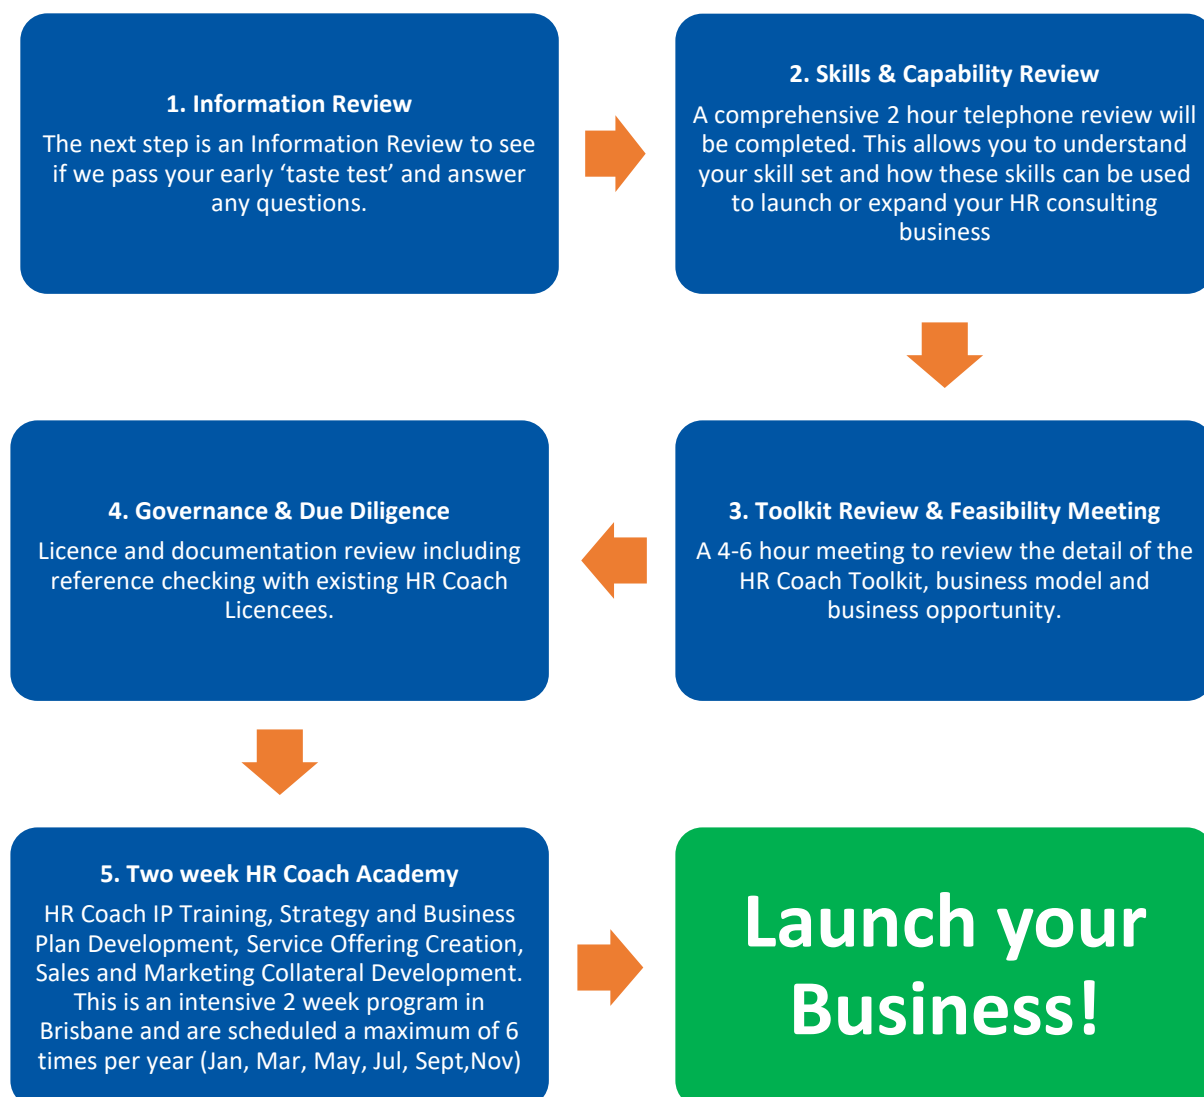 1. Information Review
The next step is an Information Review to see
if we pass your early ‘taste test’ and answer
any questions.
2. Skills & Capability Review
A comprehensive 2 hour telephone review will
be completed. This allows you to understand
your skill set and how these skills can be used
to launch or expand your HR consulting
business
3. Toolkit Review & Feasibility Meeting
A 4-6 hour meeting to review the detail of the
HR Coach Toolkit, business model and
business opportunity.
4. Governance & Due Diligence
Licence and documentation review including
reference checking with existing HR Coach
Licencees.
5. Two week HR Coach Academy
HR Coach IP Training, Strategy and Business
Plan Development, Service Offering Creation,
Sales and Marketing Collateral Development.
This is an intensive 2 week program in
Brisbane and are scheduled a maximum of 6
times per year (Jan, Mar, May, Jul, Sept,Nov)
Launch your
Business!